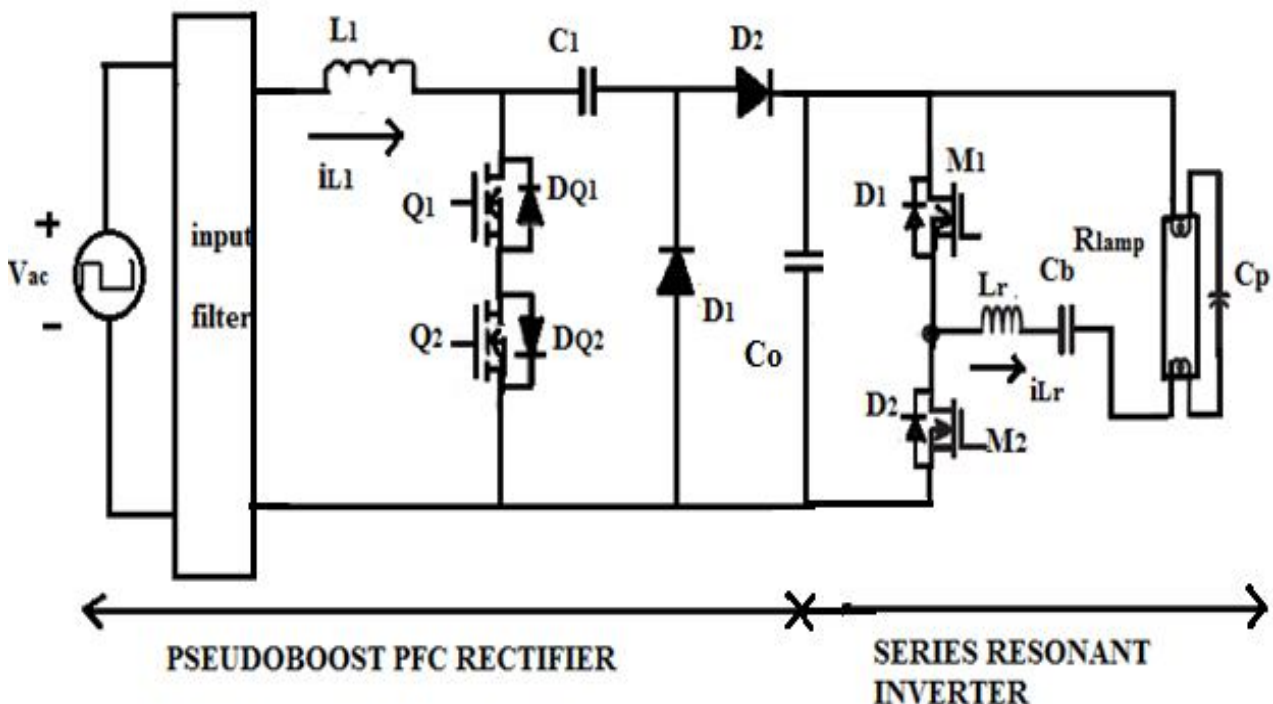 L1
C1
D2
iL1
Q1
DQ1
D1
M1
+
Vac
-
input
filter
Q2
DQ2
D1
Co
Lr
Cb
Rlamp
Cp
iLr
D2
M2
PSEUDOBOOST PFC RECTIFIER
SERIES RESONANT
INVERTER